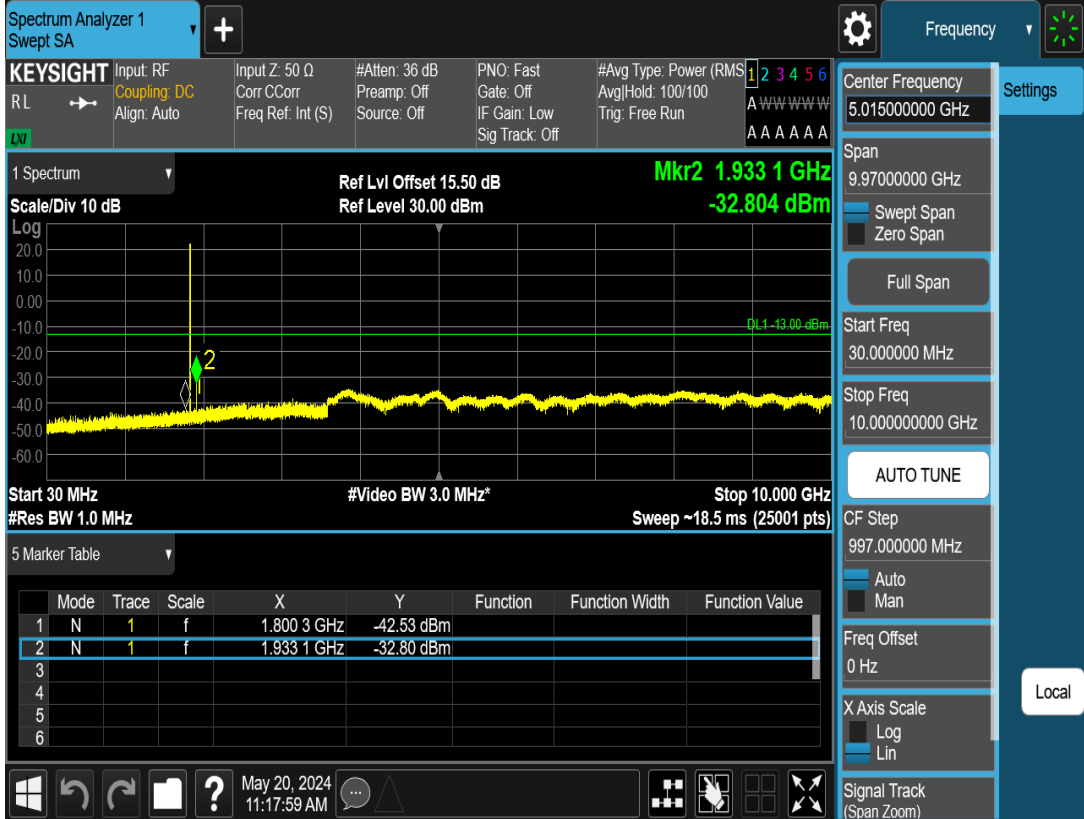 Spectrum Analyzer 1
Swept SA
+
Frequency
KEYSIGHT
RL
LXI
Input: RF
Coupling: DC
Align: Auto
Input Z: 50 Ω
Corr CCorr
Freq Ref: Int (S)
#Atten: 36 dB
Preamp: Off
Source: Off
PNO: Fast
Gate: Off
IF Gain: Low
Sig Track: Off
#Avg Type: Power (RMS
Avg|Hold: 100/100
Trig: Free Run
1 2 3 4 5 6
A W W W W W
A A A A A A
1 Spectrum
Scale/Div 10 dB
Ref Lvl Offset 15.50 dB
Ref Level 30.00 dBm
Mkr2 1.933 1 GHz
-32.804 dBm
Log
20.0
10.0
0.00
-10.0
-20.0
-30.0
-40.0
-50.0
-60.0
DL1 -13.00 dBm
2
1
Start 30 MHz
#Video BW 3.0 MHz*
Stop 10.000 GHz
#Res BW 1.0 MHz
Sweep ~18.5 ms (25001 pts)
5 Marker Table
Mode Trace Scale X Y Function Function Width Function Value
1 N 1 f 1.800 3 GHz -42.53 dBm
2 N 1 f 1.933 1 GHz -32.80 dBm
3
4
5
6
?
May 20, 2024
11:17:59 AM
Center Frequency
5.015000000 GHz
Settings
Span
9.97000000 GHz
Swept Span
Zero Span
Full Span
Start Freq
30.000000 MHz
Stop Freq
10.000000000 GHz
AUTO TUNE
CF Step
997.000000 MHz
Auto
Man
Freq Offset
0 Hz
X Axis Scale
Log
Lin
Local
Signal Track
(Span Zoom)